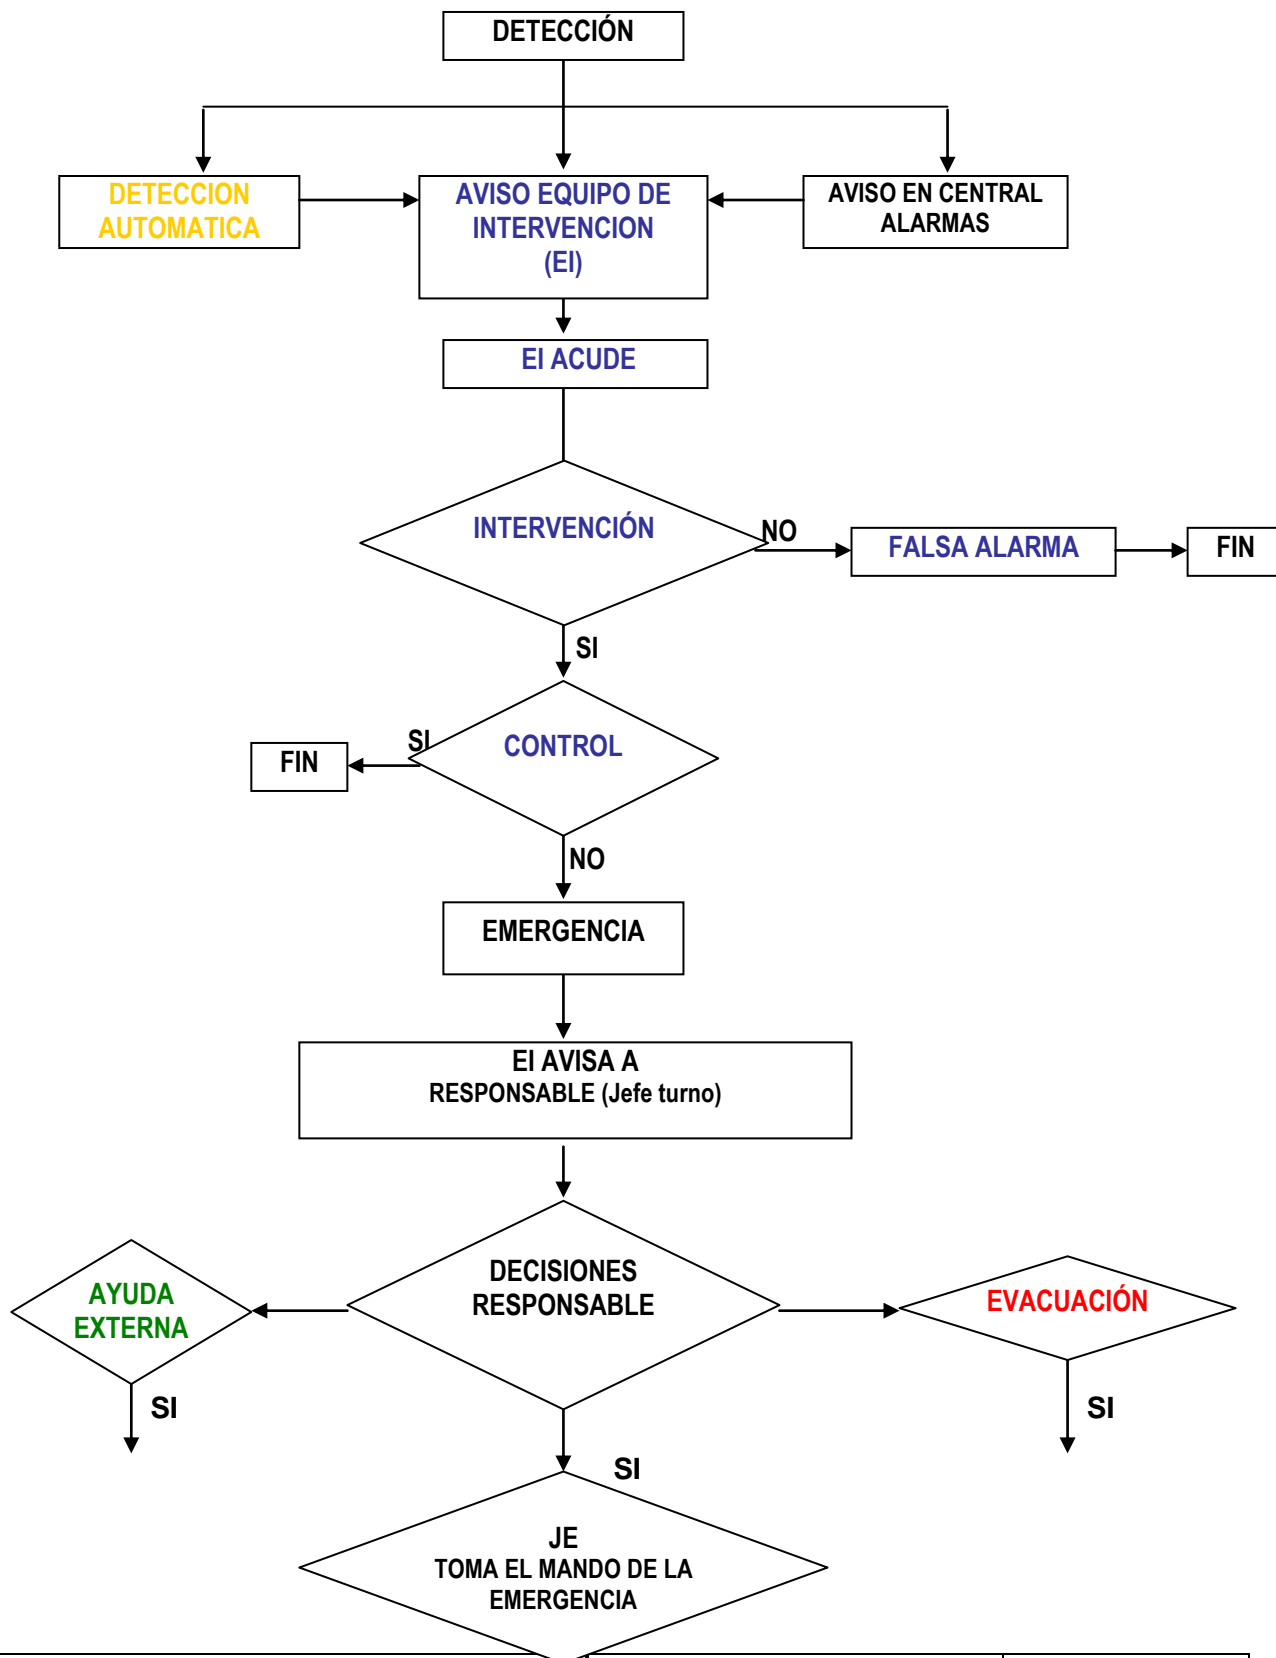 DETECCIÓN
DETECCION
AUTOMATICA
AVISO EQUIPO DE
INTERVENCION
(EI)
AVISO EN CENTRAL
ALARMAS
EI ACUDE
INTERVENCIÓN
NO
FALSA ALARMA
FIN
SI
CONTROL
SI
FIN
NO
EMERGENCIA
EI AVISA A
RESPONSABLE (Jefe turno)
DECISIONES
RESPONSABLE
AYUDA
EXTERNA
EVACUACIÓN
SI
SI
SI
JE
TOMA EL MANDO DE LA
EMERGENCIA